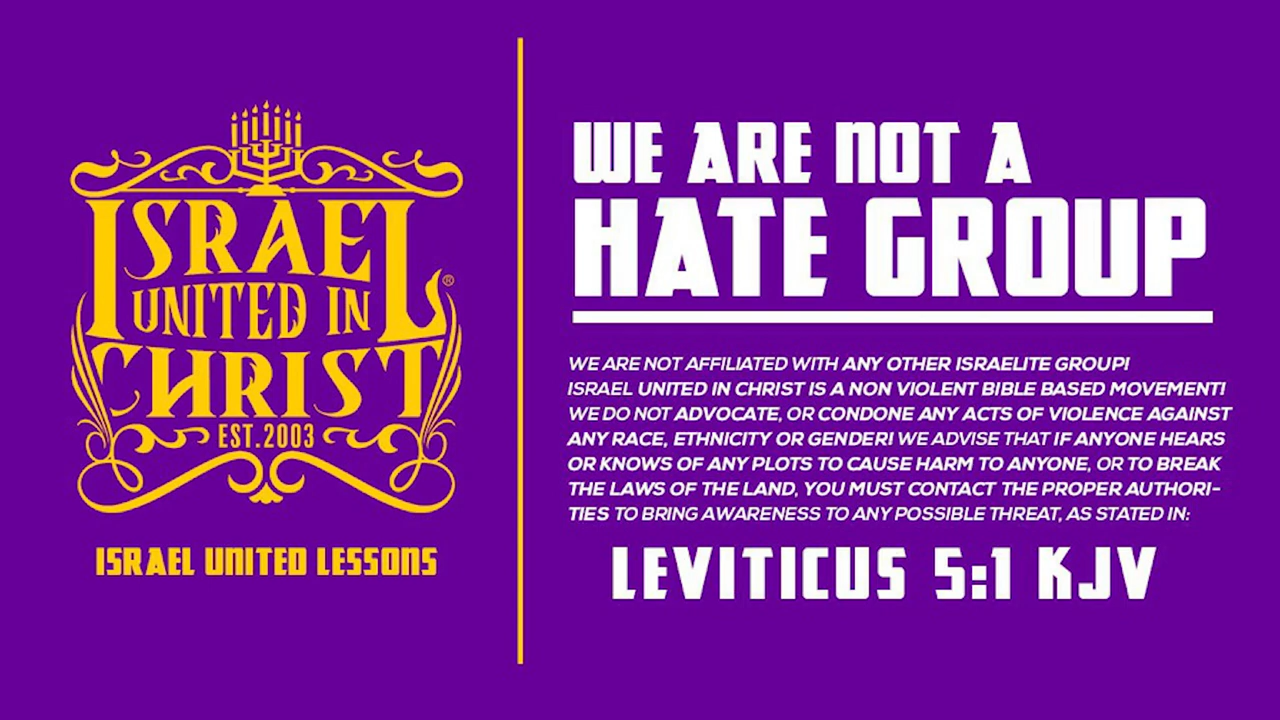 ISRAEL
UNITED IN
CHRIST
EST.2003
®
ISRAEL UNITED LESSONS
WE ARE NOT A
HATE GROUP
WE ARE NOT AFFILIATED WITH ANY OTHER ISRAELITE GROUP!
ISRAEL UNITED IN CHRIST IS A NON VIOLENT BIBLE BASED MOVEMENT!
WE DO NOT ADVOCATE, OR CONDONE ANY ACTS OF VIOLENCE AGAINST
ANY RACE, ETHNICITY OR GENDER! WE ADVISE THAT IF ANYONE HEARS
OR KNOWS OF ANY PLOTS TO CAUSE HARM TO ANYONE, OR TO BREAK
THE LAWS OF THE LAND, YOU MUST CONTACT THE PROPER AUTHORI-
TIES TO BRING AWARENESS TO ANY POSSIBLE THREAT, AS STATED IN:
LEVITICUS 5:1 KJV